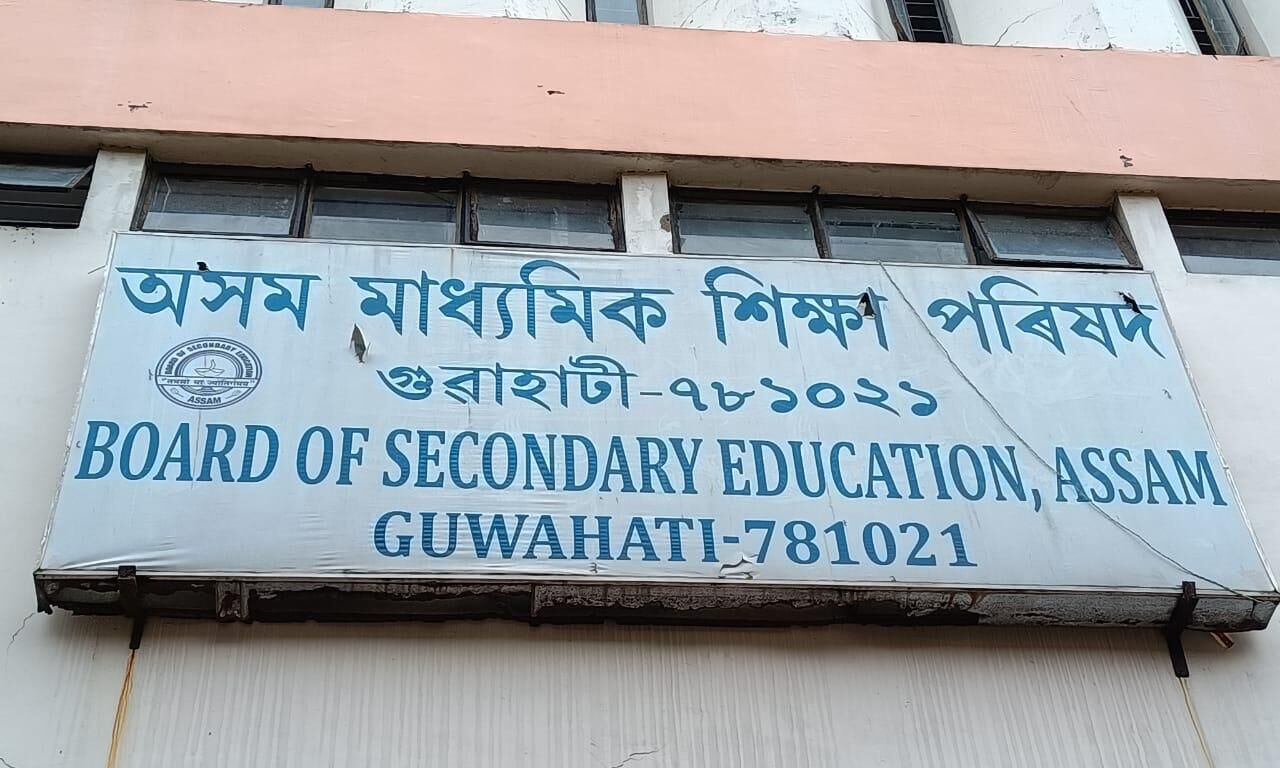 অসম মাধ্যমিক শিক্ষা পৰিষদ
গুৱাহাটী-৭৮১০২১
BOARD OF SECONDARY EDUCATION
ASSAM
BOARD OF SECONDARY EDUCATION, ASSAM
GUWAHATI-781021